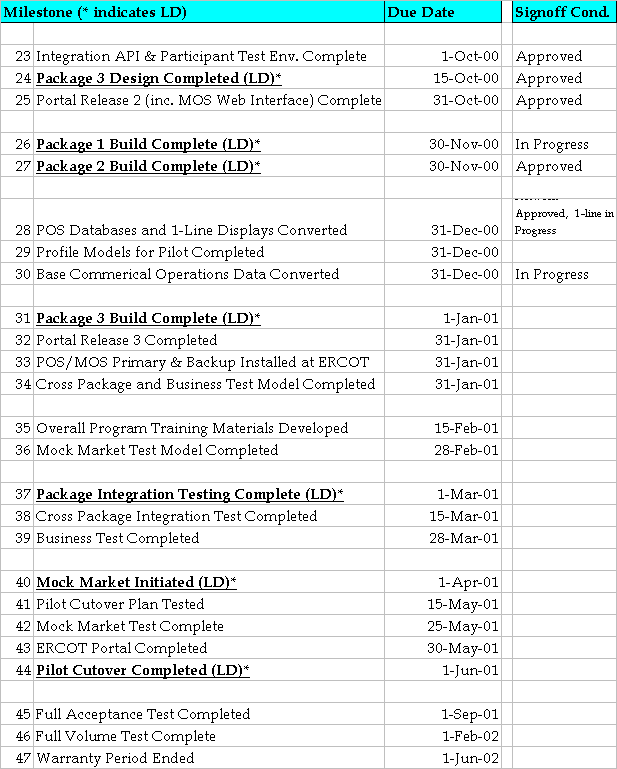 Milestone (* indicates LD) Due Date Signoff Cond.
23 Integration API & Participant Test Env. Complete 1-Oct-00 Approved
24 Package 3 Design Completed (LD)* 15-Oct-00 Approved
25 Portal Release 2 (inc. MOS Web Interface) Complete 31-Oct-00 Approved
26 Package 1 Build Complete (LD)* 30-Nov-00 In Progress
27 Package 2 Build Complete (LD)* 30-Nov-00 Approved
Approved, 1-line in
28 POS Databases and 1-Line Displays Converted 31-Dec-00 Progress
29 Profile Models for Pilot Completed 31-Dec-00
30 Base Commerical Operations Data Converted 31-Dec-00 In Progress
31 Package 3 Build Complete (LD)* 1-Jan-01
32 Portal Release 3 Completed 31-Jan-01
33 POS/MOS Primary & Backup Installed at ERCOT 31-Jan-01
34 Cross Package and Business Test Model Completed 31-Jan-01
35 Overall Program Training Materials Developed 15-Feb-01
36 Mock Market Test Model Completed 28-Feb-01
37 Package Integration Testing Complete (LD)* 1-Mar-01
38 Cross Package Integration Test Completed 15-Mar-01
39 Business Test Completed 28-Mar-01
40 Mock Market Initiated (LD)* 1-Apr-01
41 Pilot Cutover Plan Tested 15-May-01
42 Mock Market Test Complete 25-May-01
43 ERCOT Portal Completed 30-May-01
44 Pilot Cutover Completed (LD)* 1-Jun-01
45 Full Acceptance Test Completed 1-Sep-01
46 Full Volume Test Complete 1-Feb-02
47 Warranty Period Ended 1-Jun-02